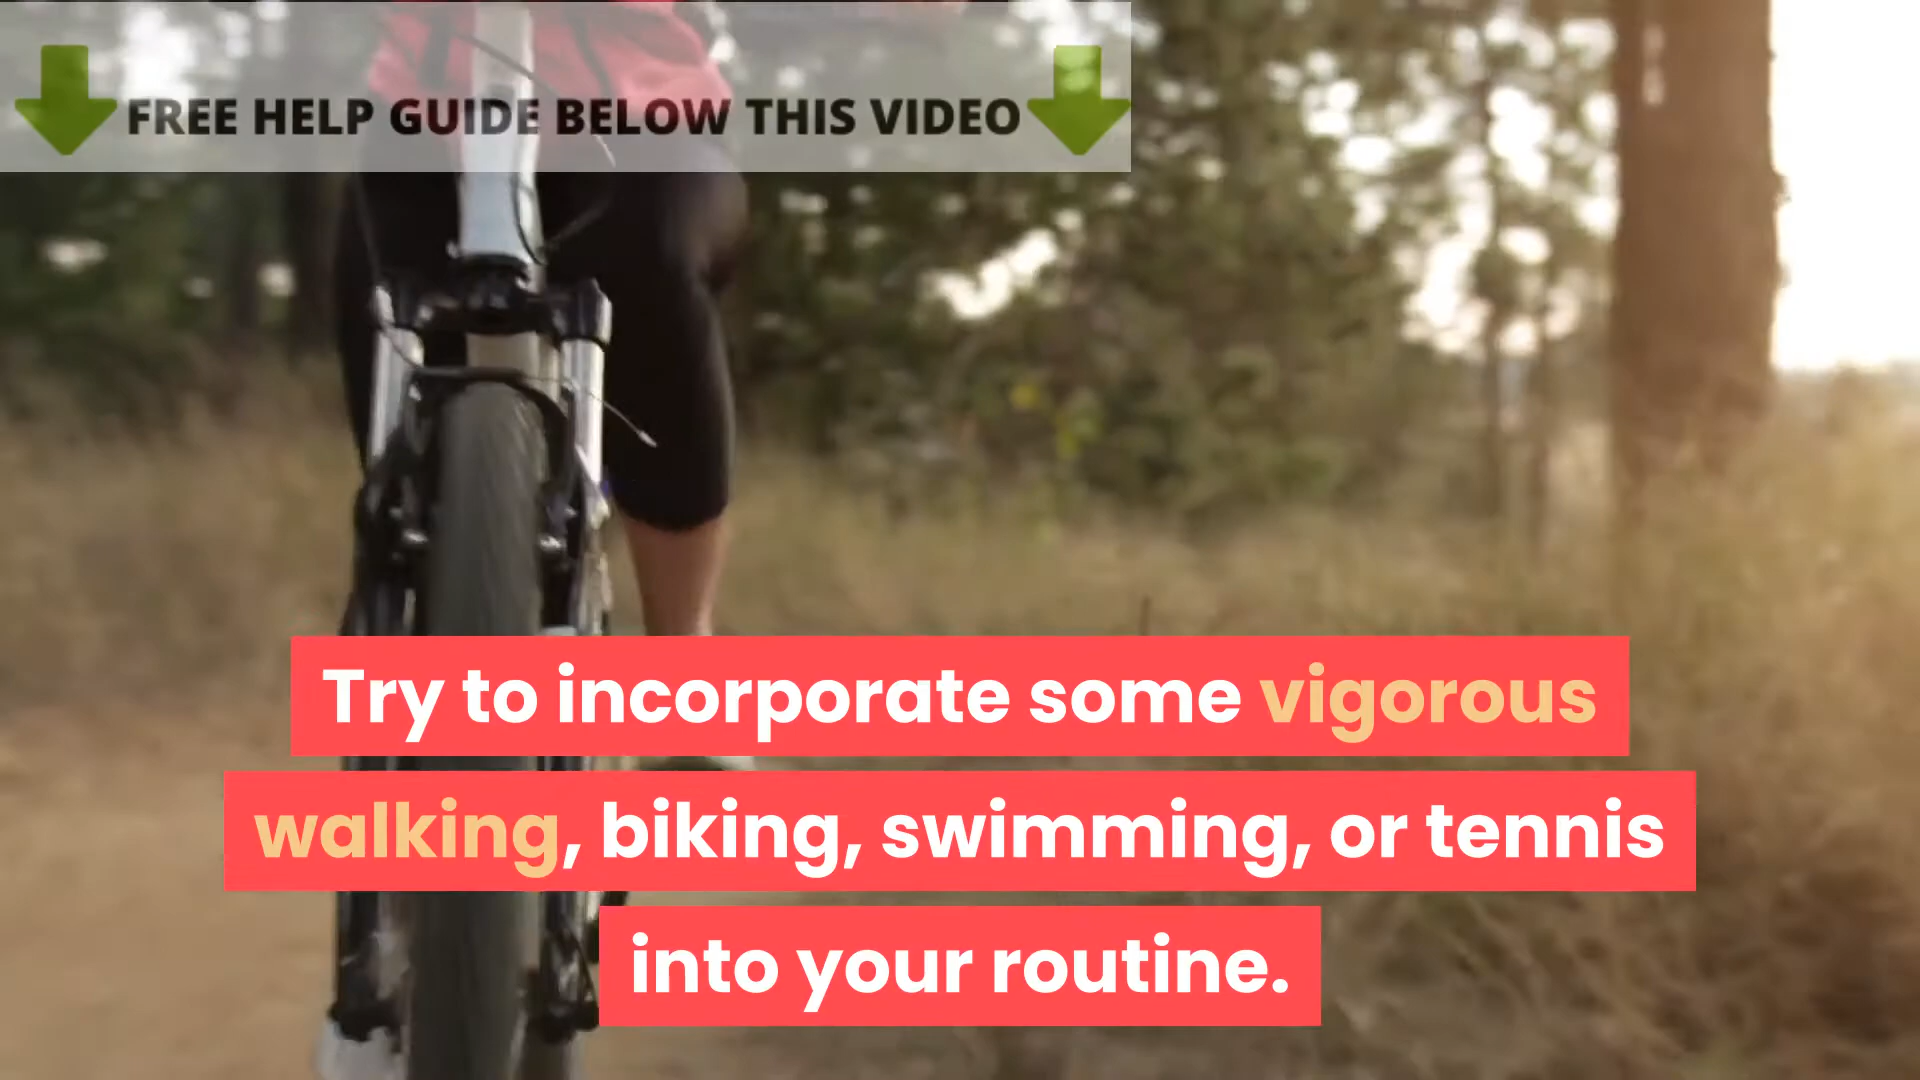 FREE HELP GUIDE BELOW THIS VIDEO
Try to incorporate some vigorous
walking, biking, swimming, or tennis
into your routine.